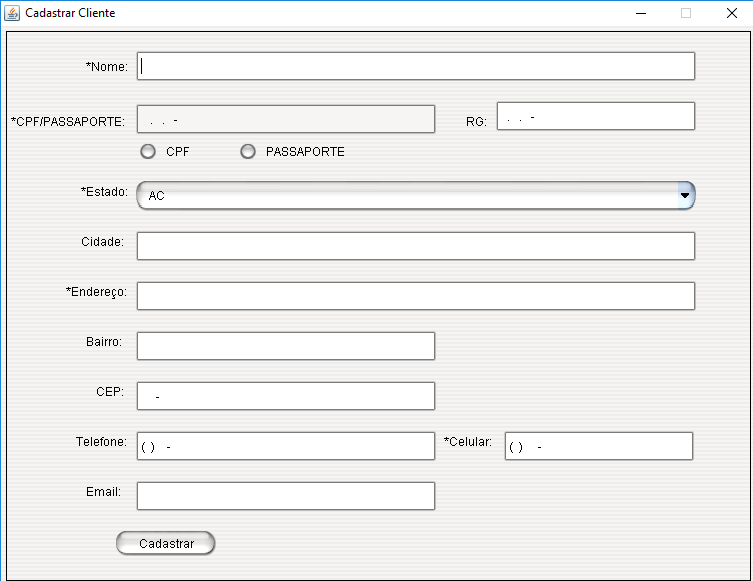 Cadastrar Cliente
*Nome:
*CPF/PASSAPORTE: . . - RG: . . -
CPF PASSAPORTE
*Estado: AC
Cidade:
*Endereço:
Bairro:
CEP: -
Telefone: ( ) - *Celular: ( ) -
Email:
Cadastrar